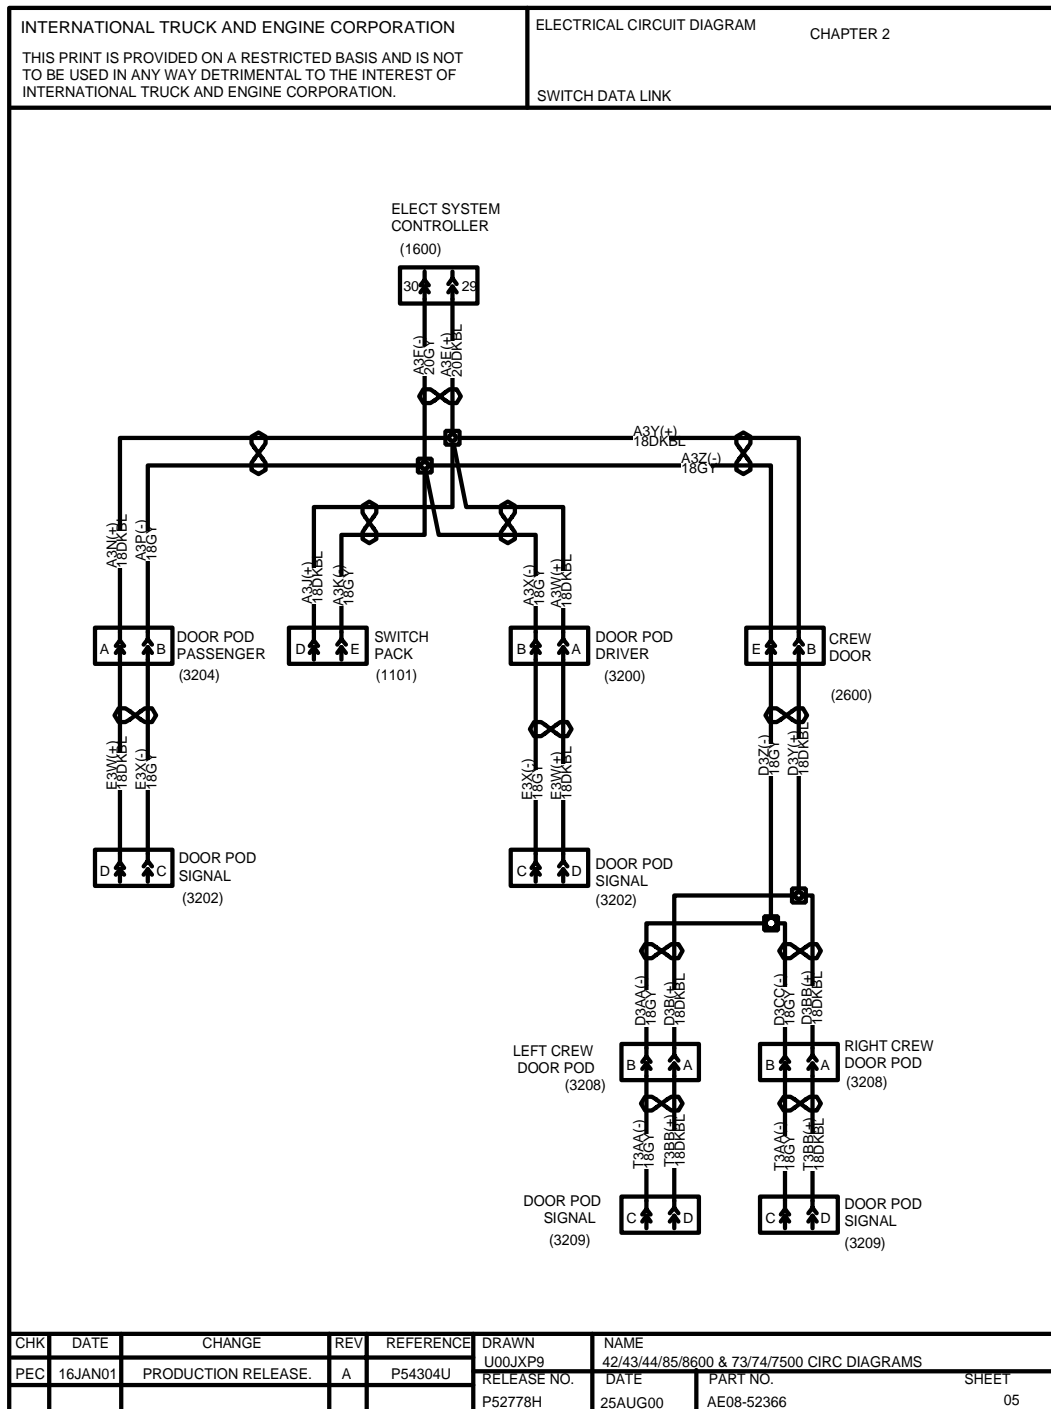 INTERNATIONAL TRUCK AND ENGINE CORPORATION
THIS PRINT IS PROVIDED ON A RESTRICTED BASIS AND IS NOT
TO BE USED IN ANY WAY DETRIMENTAL TO THE INTEREST OF
INTERNATIONAL TRUCK AND ENGINE CORPORATION.
ELECTRICAL CIRCUIT DIAGRAM
CHAPTER 2
SWITCH DATA LINK
ELECT SYSTEM
CONTROLLER
(1600)
30 29
A3F(-)
20GY
A3E(+)
20DKBL
A3Y(+)
18DKBL
A3Z(-)
18GY
A3N(+)
18DKBL
A3P(-)
18GY
A3J(+)
18DKBL
A3K(-)
18GY
A3X(-)
18GY
A3W(+)
18DKBL
A B
DOOR POD
PASSENGER
(3204)
D E
SWITCH
PACK
(1101)
B A
DOOR POD
DRIVER
(3200)
E B
CREW
DOOR
(2600)
E3W(+)
18DKBL
E3X(-)
18GY
E3X(-)
18GY
E3W(+)
18DKBL
D3Z(-)
18GY
D3Y(+)
18DKBL
D C
DOOR POD
SIGNAL
(3202)
C D
DOOR POD
SIGNAL
(3202)
D3AA(-)
18GY
D3B(+)
18DKBL
D3CC(-)
18GY
D3BB(+)
18DKBL
LEFT CREW
DOOR POD
(3208)
B A
B A
RIGHT CREW
DOOR POD
(3208)
T3AA(-)
18GY
T3BB(+)
18DKBL
T3AA(-)
18GY
T3BB(+)
18DKBL
DOOR POD
SIGNAL
(3209)
C D
C D
DOOR POD
SIGNAL
(3209)
CHK DATE CHANGE REV REFERENCE
PEC 16JAN01 PRODUCTION RELEASE. A P54304U
DRAWN
U00JXP9
NAME
42/43/44/85/8600 & 73/74/7500 CIRC DIAGRAMS
RELEASE NO.
P52778H
DATE
25AUG00
PART NO.
AE08-52366
SHEET
05